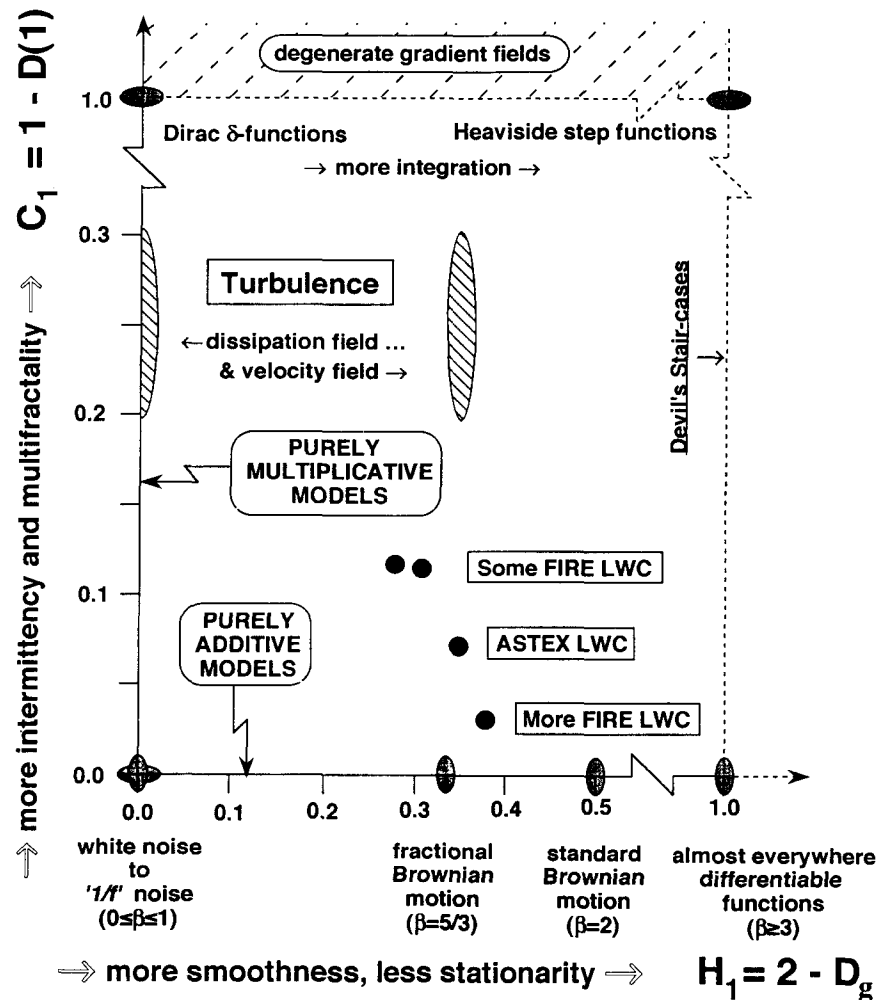 degenerate gradient fields
1.0
Dirac δ-functions
Heaviside step functions
→ more integration →
C₁ = 1 - D(1)
⇒ more intermittency and multifractality ⇒
0.3
Turbulence
←dissipation field ...
& velocity field →
Devil's Stair-cases
0.2
PURELY
MULTIPLICATIVE
MODELS
Some FIRE LWC
0.1
PURELY
ADDITIVE
MODELS
ASTEX LWC
More FIRE LWC
0.0
0.0 0.1 0.2 0.3 0.4 0.5 1.0
white noise
to
'1/f' noise
(0≤β≤1)
fractional
Brownian
motion
(β=5/3)
standard
Brownian
motion
(β=2)
almost everywhere
differentiable
functions
(β≥3)
⇒ more smoothness, less stationarity ⇒
H₁ = 2 - D_g